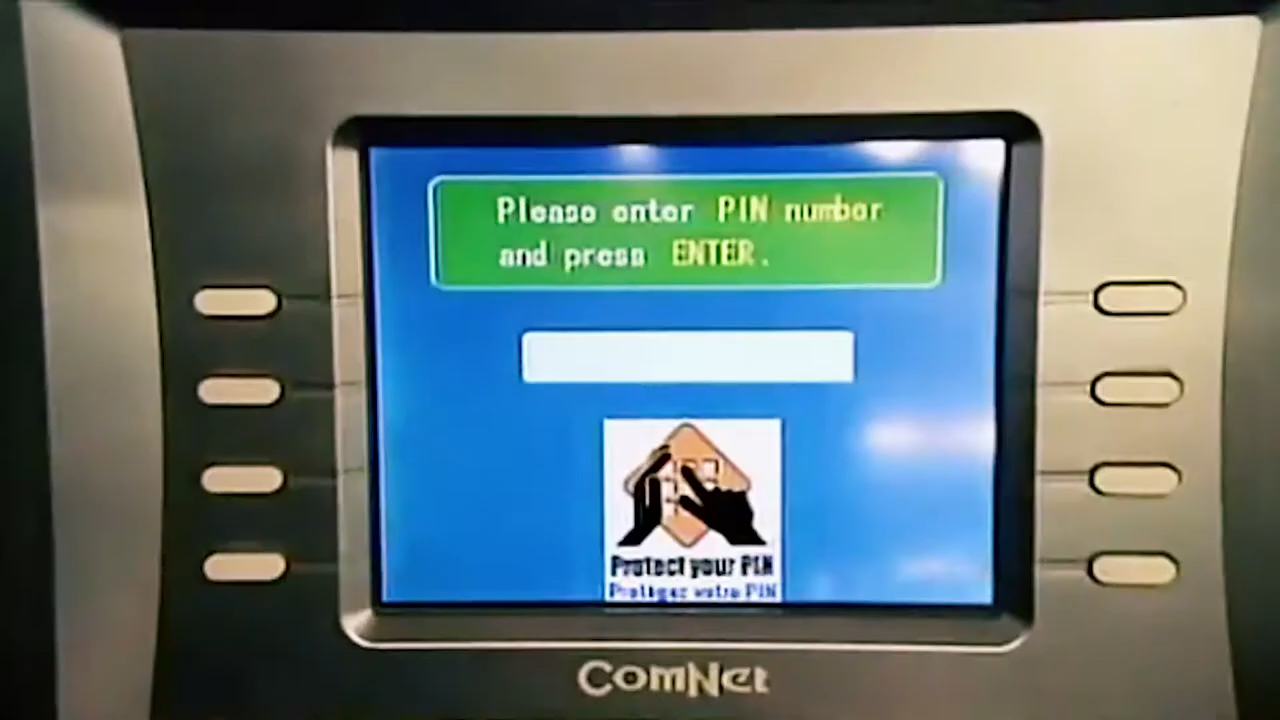 Please enter PIN number
and press ENTER.
Protect your PIN
Protégez votre PIN
ComNet